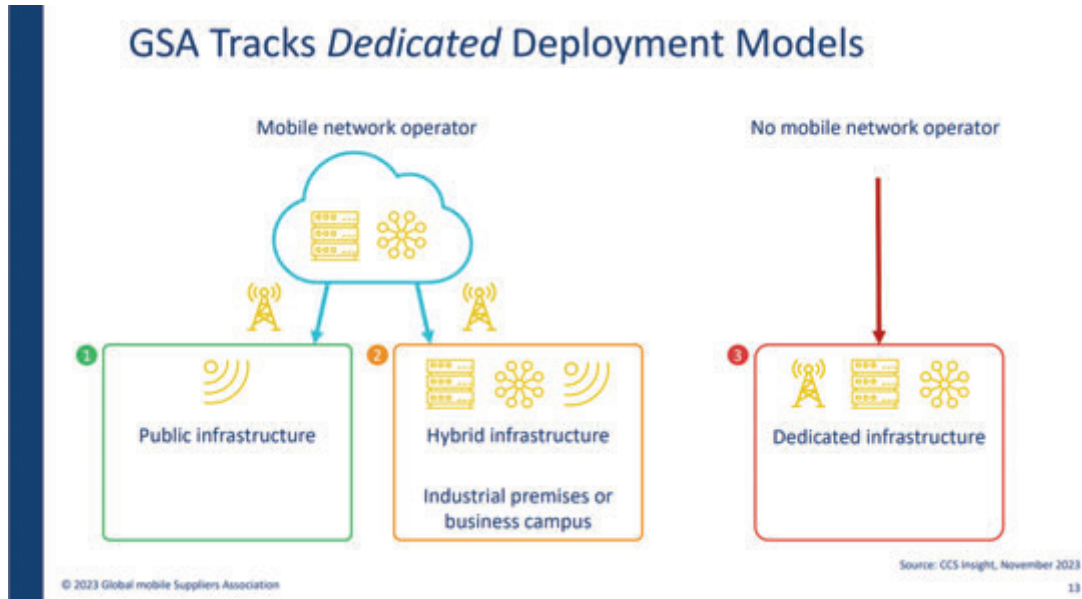 GSA Tracks Dedicated Deployment Models
Mobile network operator
No mobile network operator
1
Public infrastructure
2
Hybrid infrastructure
Industrial premises or
business campus
3
Dedicated infrastructure
Source: CCS Insight, November 2023
© 2023 Global mobile Suppliers Association
13